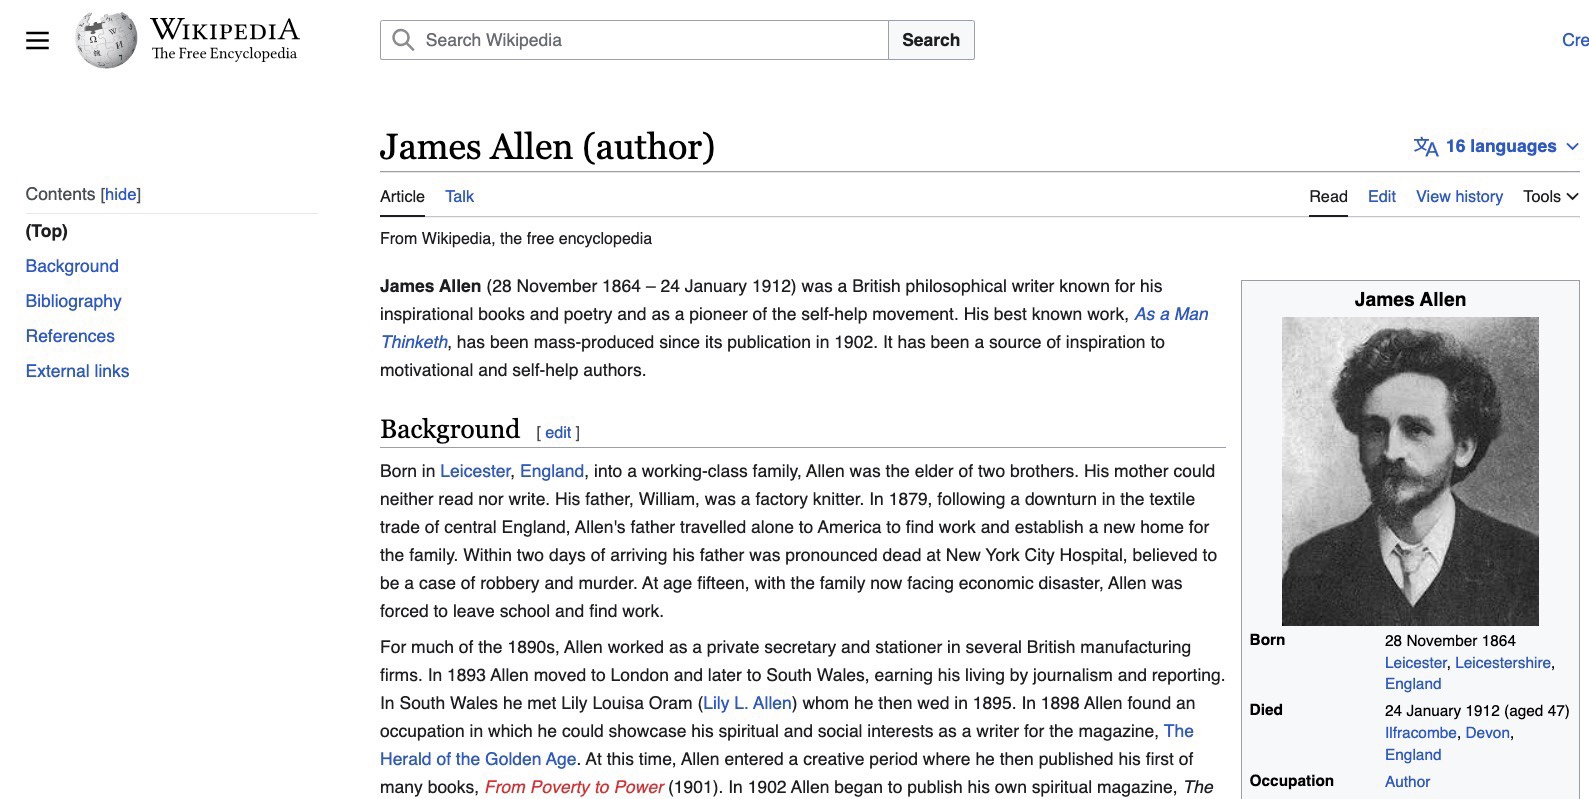 WIKIPEDIA
The Free Encyclopedia
Search Wikipedia
Search
Cre
James Allen (author)
16 languages
Article Talk
Read Edit View history Tools
Contents [hide]
(Top)
Background
Bibliography
References
External links
From Wikipedia, the free encyclopedia
James Allen (28 November 1864 – 24 January 1912) was a British philosophical writer known for his
inspirational books and poetry and as a pioneer of the self-help movement. His best known work, As a Man
Thinketh, has been mass-produced since its publication in 1902. It has been a source of inspiration to
motivational and self-help authors.
Background [ edit ]
Born in Leicester, England, into a working-class family, Allen was the elder of two brothers. His mother could
neither read nor write. His father, William, was a factory knitter. In 1879, following a downturn in the textile
trade of central England, Allen's father travelled alone to America to find work and establish a new home for
the family. Within two days of arriving his father was pronounced dead at New York City Hospital, believed to
be a case of robbery and murder. At age fifteen, with the family now facing economic disaster, Allen was
forced to leave school and find work.
For much of the 1890s, Allen worked as a private secretary and stationer in several British manufacturing
firms. In 1893 Allen moved to London and later to South Wales, earning his living by journalism and reporting.
In South Wales he met Lily Louisa Oram (Lily L. Allen) whom he then wed in 1895. In 1898 Allen found an
occupation in which he could showcase his spiritual and social interests as a writer for the magazine, The
Herald of the Golden Age. At this time, Allen entered a creative period where he then published his first of
many books, From Poverty to Power (1901). In 1902 Allen began to publish his own spiritual magazine, The
James Allen
Born 28 November 1864
Leicester, Leicestershire,
England
Died 24 January 1912 (aged 47)
Ilfracombe, Devon,
England
Occupation Author